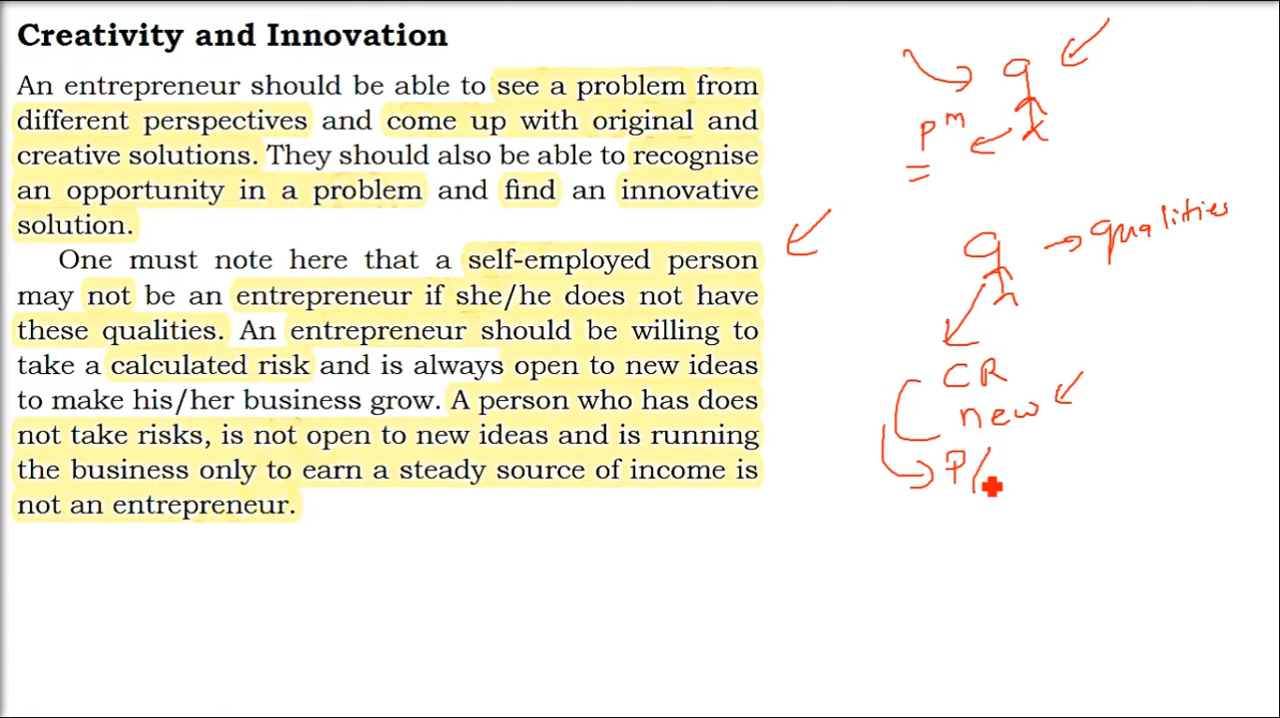 Creativity and Innovation
An entrepreneur should be able to see a problem from
different perspectives and come up with original and
creative solutions. They should also be able to recognise
an opportunity in a problem and find an innovative
solution.
One must note here that a self-employed person
may not be an entrepreneur if she/he does not have
these qualities. An entrepreneur should be willing to
take a calculated risk and is always open to new ideas
to make his/her business grow. A person who has does
not take risks, is not open to new ideas and is running
the business only to earn a steady source of income is
not an entrepreneur.
pm
qualities
CR
new
P/